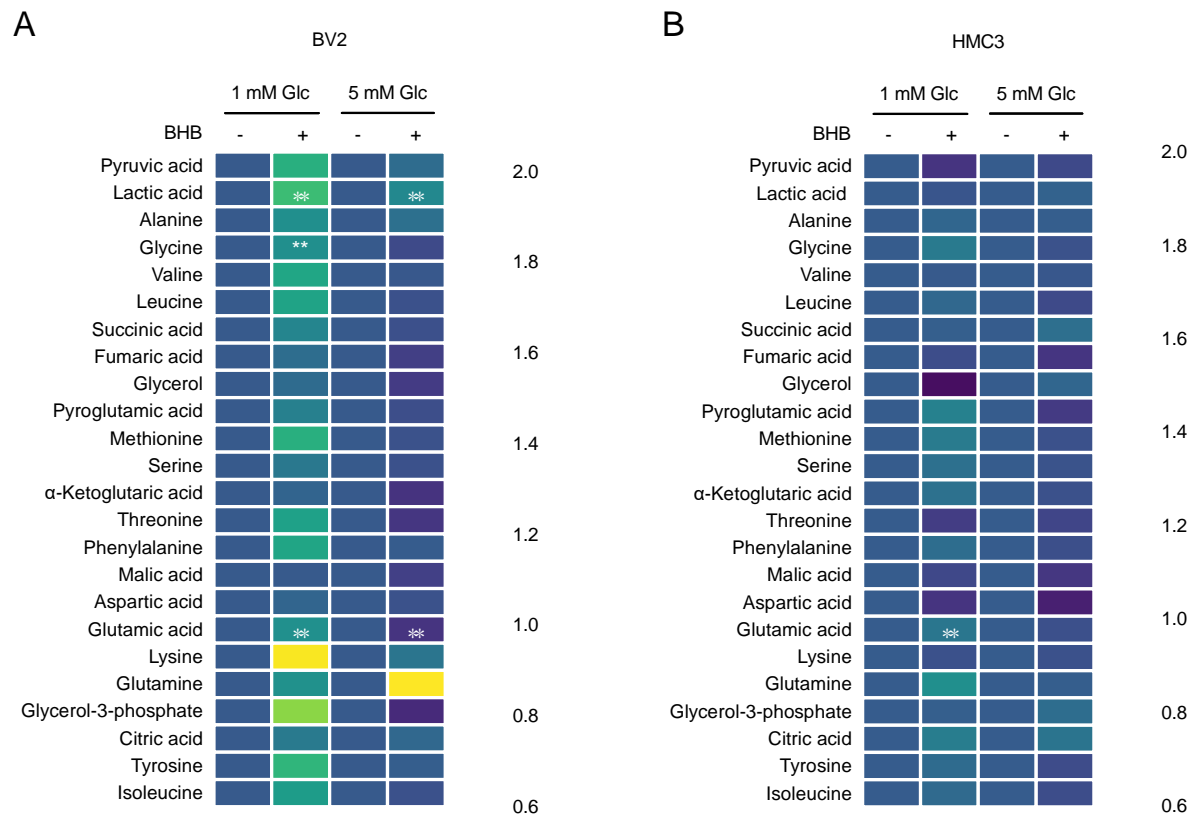 A
BV2
1 mM Glc 5 mM Glc
BHB - + - +
Pyruvic acid
2.0
Lactic acid ** **
Alanine
Glycine **
1.8
Valine
Leucine
Succinic acid
1.6
Fumaric acid
Glycerol
Pyroglutamic acid
1.4
Methionine
Serine
α-Ketoglutaric acid
Threonine
1.2
Phenylalanine
Malic acid
Aspartic acid
1.0
Glutamic acid ** **
Lysine
Glutamine
Glycerol-3-phosphate
0.8
Citric acid
Tyrosine
Isoleucine
0.6
B
HMC3
1 mM Glc 5 mM Glc
BHB - + - +
2.0
Pyruvic acid
Lactic acid
Alanine
1.8
Glycine
Valine
Leucine
Succinic acid
1.6
Fumaric acid
Glycerol
Pyroglutamic acid
1.4
Methionine
Serine
α-Ketoglutaric acid
Threonine
1.2
Phenylalanine
Malic acid
Aspartic acid
1.0
Glutamic acid **
Lysine
Glutamine
Glycerol-3-phosphate
0.8
Citric acid
Tyrosine
Isoleucine
0.6